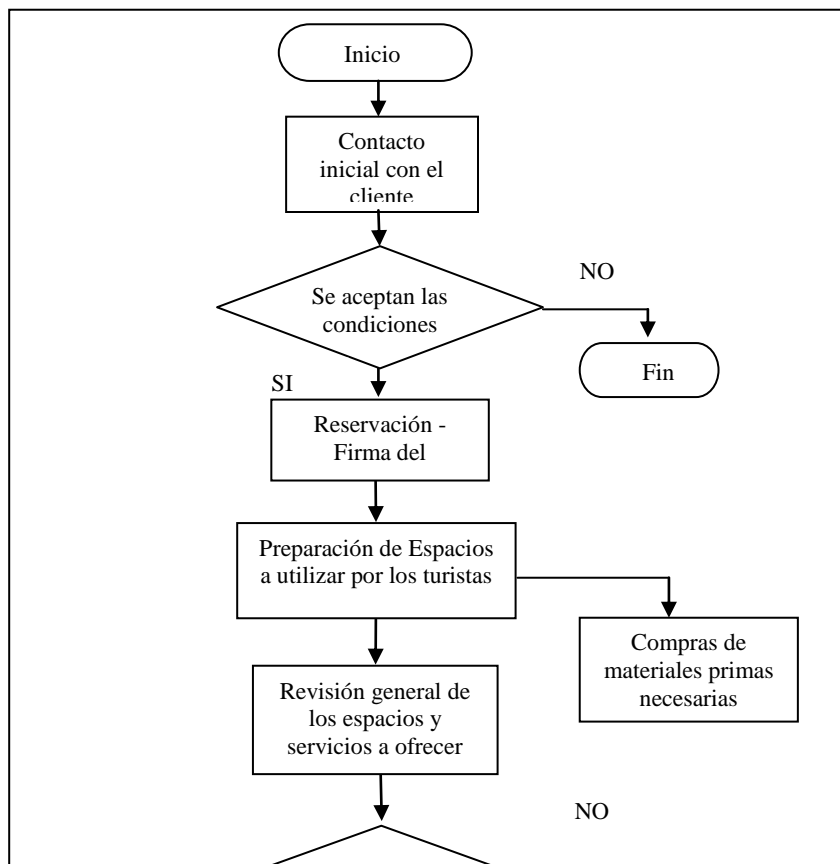 Inicio
Contacto
inicial con el
cliente
NO
Se aceptan las
condiciones
Fin
SI
Reservación -
Firma del
Preparación de Espacios
a utilizar por los turistas
Compras de
materiales primas
necesarias
Revisión general de
los espacios y
servicios a ofrecer
NO